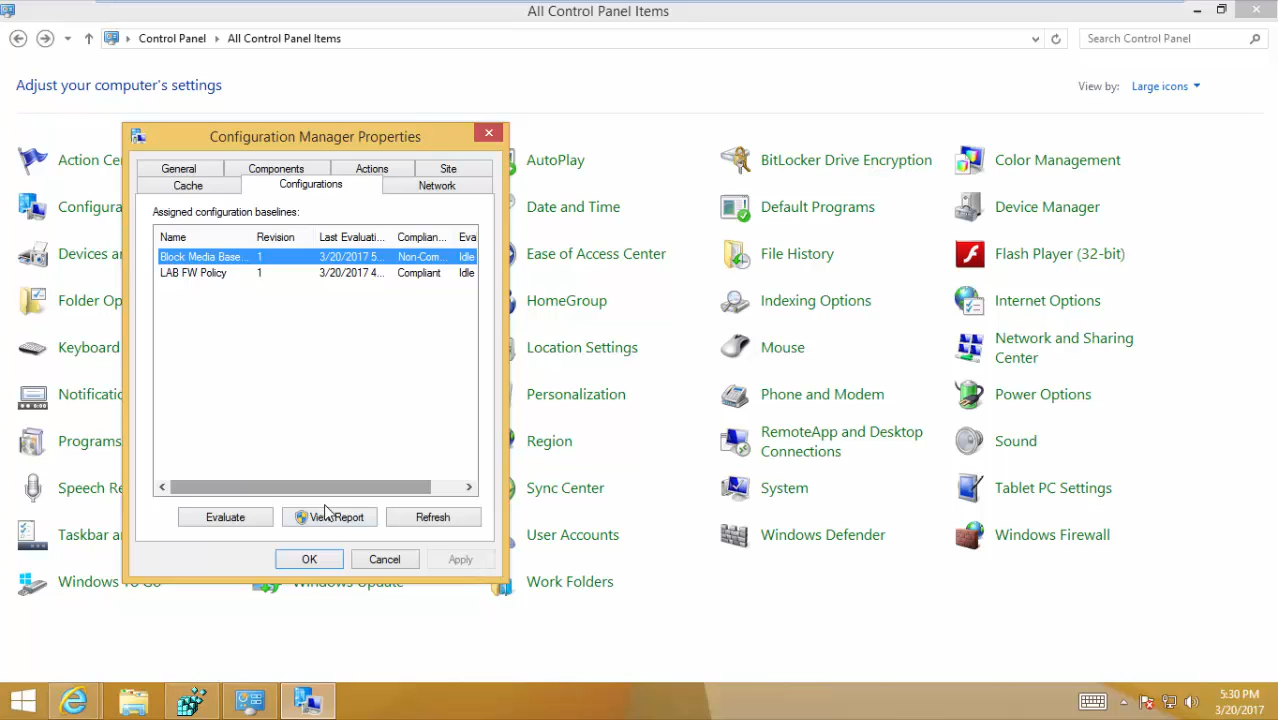 All Control Panel Items
Control Panel
All Control Panel Items
Search Control Panel
Adjust your computer's settings
View by: Large icons
Configuration Manager Properties
General
Components
Actions
Site
Cache
Configurations
Network
Assigned configuration baselines:
Name Revision Last Evaluati... Complian... Eva
Block Media Base... 1 3/20/2017 5... Non-Com... Idle
LAB FW Policy 1 3/20/2017 4... Compliant Idle
Evaluate
View Report
Refresh
OK
Cancel
Apply
Action Ce
AutoPlay
BitLocker Drive Encryption
Color Management
Configura
Date and Time
Default Programs
Device Manager
Devices a
Ease of Access Center
File History
Flash Player (32-bit)
Folder Op
HomeGroup
Indexing Options
Internet Options
Keyboard
Location Settings
Mouse
Network and Sharing
Center
Notificatio
Personalization
Phone and Modem
Power Options
Programs
Region
RemoteApp and Desktop
Connections
Sound
Speech Re
Sync Center
System
Tablet PC Settings
Taskbar a
User Accounts
Windows Defender
Windows Firewall
Windows To Go
Windows Update
Work Folders
5:30 PM
3/20/2017